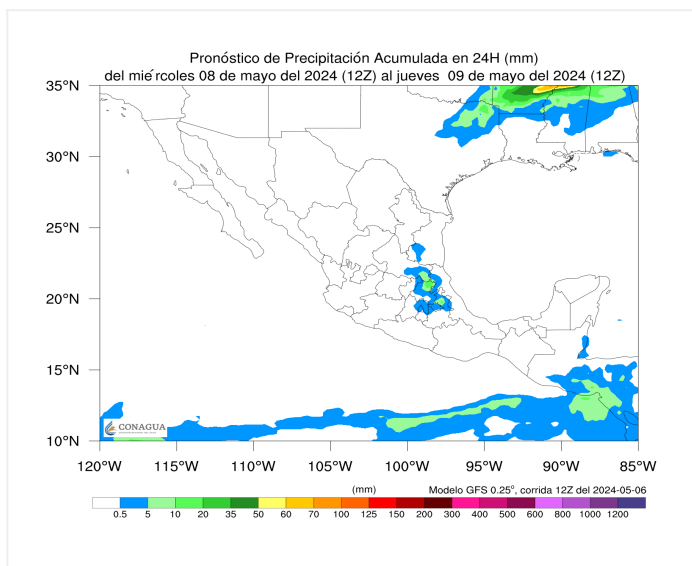 Pronóstico de Precipitación Acumulada en 24H (mm)
del miércoles 08 de mayo del 2024 (12Z) al jueves 09 de mayo del 2024 (12Z)
35°N
30°N
25°N
20°N
15°N
10°N
CONAGUA
120°W 115°W 110°W 105°W 100°W 95°W 90°W 85°W
(mm) Modelo GFS 0.25°, corrida 12Z del 2024-05-06
0.5 5 10 20 35 50 60 70 100 125 150 200 300 400 500 600 800 1000 1200